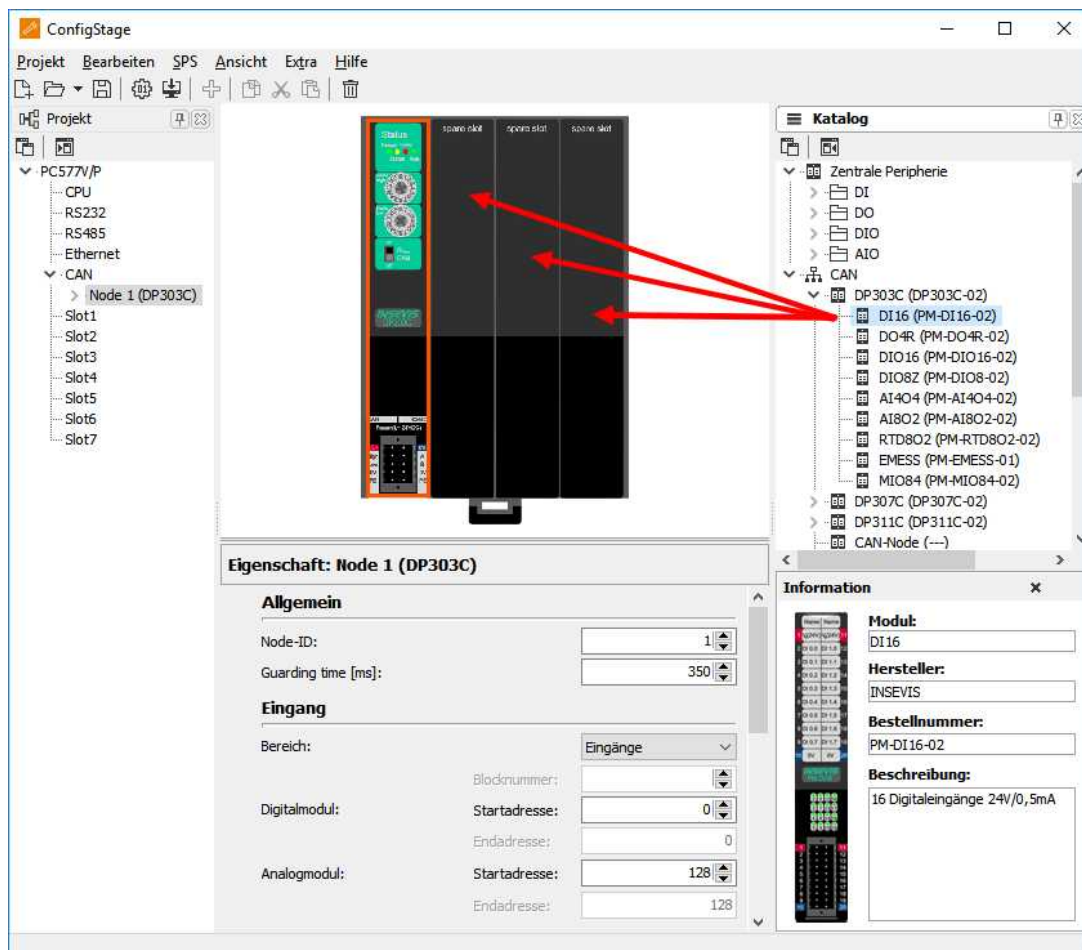 ConfigStage
Projekt Bearbeiten SPS Ansicht Extra Hilfe
Projekt
PC577V/P
CPU
RS232
RS485
Ethernet
CAN
Node 1 (DP303C)
Slot1
Slot2
Slot3
Slot4
Slot5
Slot6
Slot7
Status
spare slot spare slot spare slot
INSEVIS
Eigenschaft: Node 1 (DP303C)
Allgemein
Node-ID: 1
Guarding time [ms]: 350
Eingang
Bereich: Eingänge
Blocknummer:
Digitalmodul: Startadresse: 0
Endadresse: 0
Analogmodul: Startadresse: 128
Endadresse: 128
Katalog
Zentrale Peripherie
DI
DO
DIO
AIO
CAN
DP303C (DP303C-02)
DI16 (PM-DI16-02)
DO4R (PM-DO4R-02)
DIO16 (PM-DIO16-02)
DIO8Z (PM-DIO8-02)
AI4O4 (PM-AI4O4-02)
AI8O2 (PM-AI8O2-02)
RTD8O2 (PM-RTD8O2-02)
EMESS (PM-EMESS-01)
MIO84 (PM-MIO84-02)
DP307C (DP307C-02)
DP311C (DP311C-02)
CAN-Node (---)
Information
Modul:
DI16
Hersteller:
INSEVIS
Bestellnummer:
PM-DI16-02
Beschreibung:
16 Digitaleingänge 24V/0,5mA